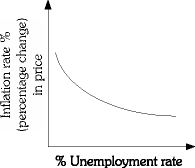 Inflation rate %
(percentage change)
in price
% Unemployment rate